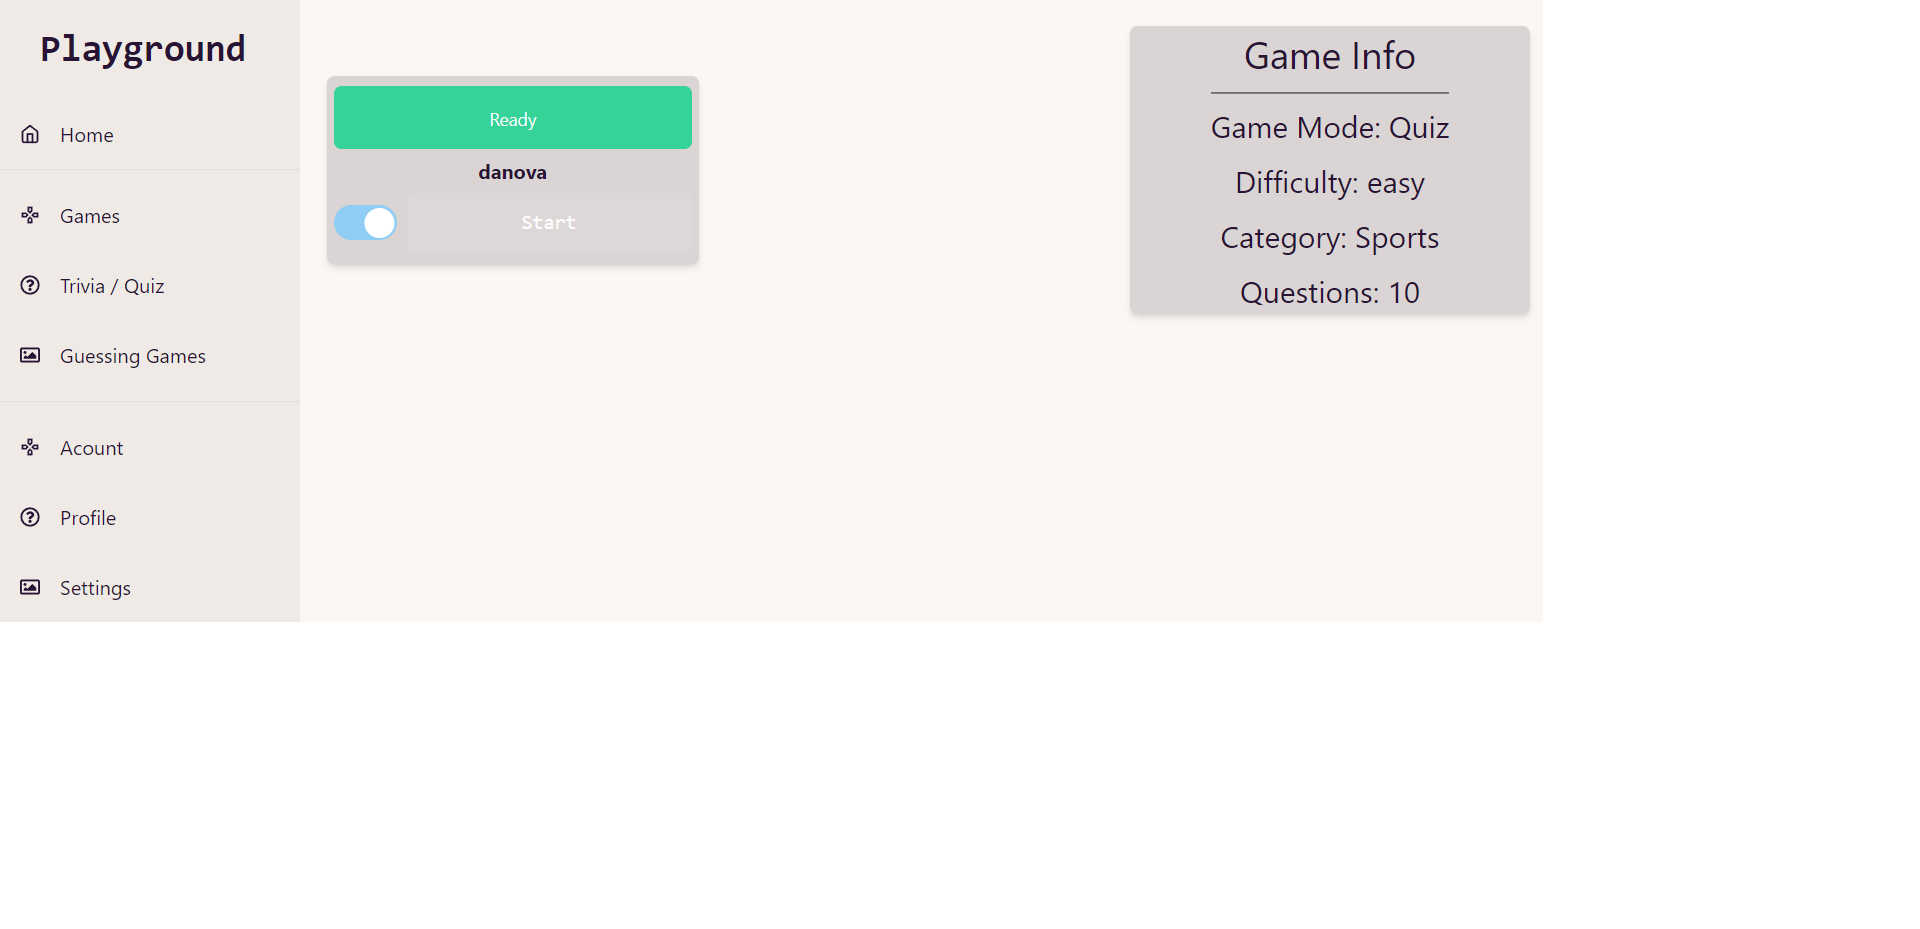 Playground
Home
Games
Trivia / Quiz
Guessing Games
Acount
Profile
Settings
Ready
danova
Start
Game Info
Game Mode: Quiz
Difficulty: easy
Category: Sports
Questions: 10